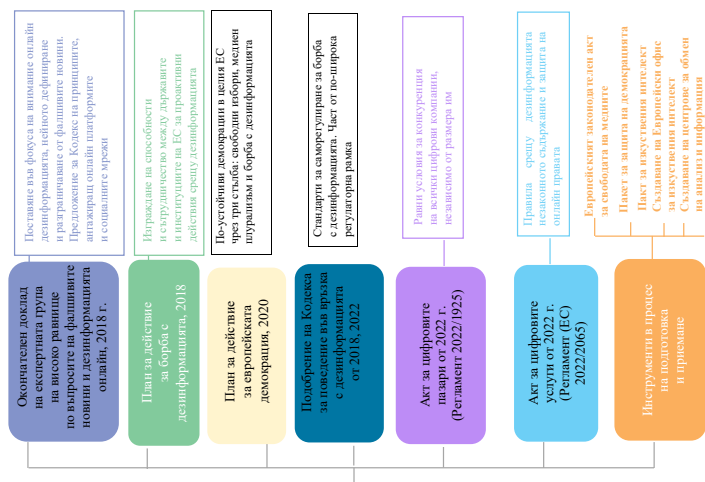 Поставяне във фокуса на внимание онлайн
дезинформацията, нейното дефиниране
и разграничаване от фалшивите новини.
Предложение за Кодекс на принципите,
ангажиращ онлайн платформите
и социалните мрежи
Окончателен доклад
на експертната група
на високо равнище
по въпросите на фалшивите
новини и дезинформацията
онлайн, 2018 г.
Изграждане на способности
и сътрудничество между държавите
и институциите на ЕС за проактивни
действия срещу дезинформацията
План за действие
за борба с
дезинформацията, 2018
По-устойчиви демокрации в целия ЕС
чрез три стълба: свободни избори, медиен
плурализъм и борба с дезинформацията
План за действие
за европейската
демокрация, 2020
Стандарти за саморегулиране за борба
с дезинформацията. Част от по-широка
регулагорна рамка
Подобрение на Кодекса
за поведение във връзка
с дезинформацията
от 2018, 2022
Равни условия за конкуренция
на всички цифрови компании,
независимо от размера им
Акт за цифровите
пазари от 2022 г.
(Регламент 2022/1925)
Правила срещу дезинформацията
незаконното съдържание и защита на
онлайн правата
Акт за цифровите
услуги от 2022 г.
(Регламент (ЕС)
2022/2065)
Европейският законодателен акт
за свободата на медиите
Пакет за защита на демокрацията
Пакт за изкуствения интелект
Създаване на Европейсен офис
за изкуствен интелект
Създаване на центрове за обмен
на анализ и информация
Инструменти в процес
на подготовка
и приемане